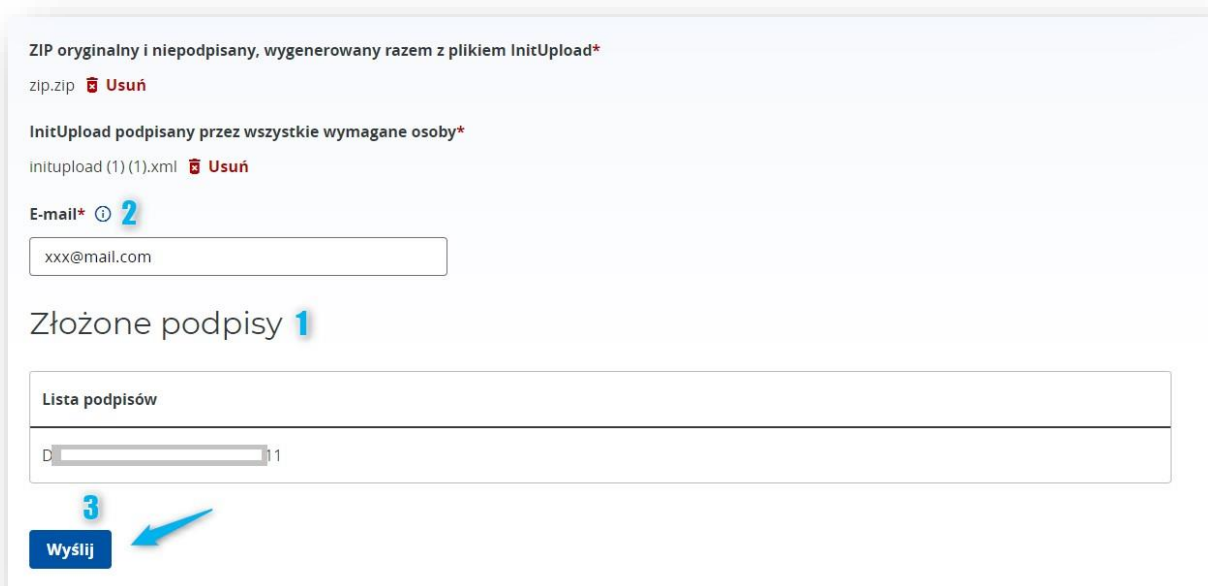 ZIP oryginalny i niepodpisany, wygenerowany razem z plikiem InitUpload*
zip.zip Usuń
InitUpload podpisany przez wszystkie wymagane osoby*
initupload (1) (1).xml Usuń
E-mail* 2
xxx@mail.com
Złożone podpisy 1
Lista podpisów
D 11
3
Wyślij